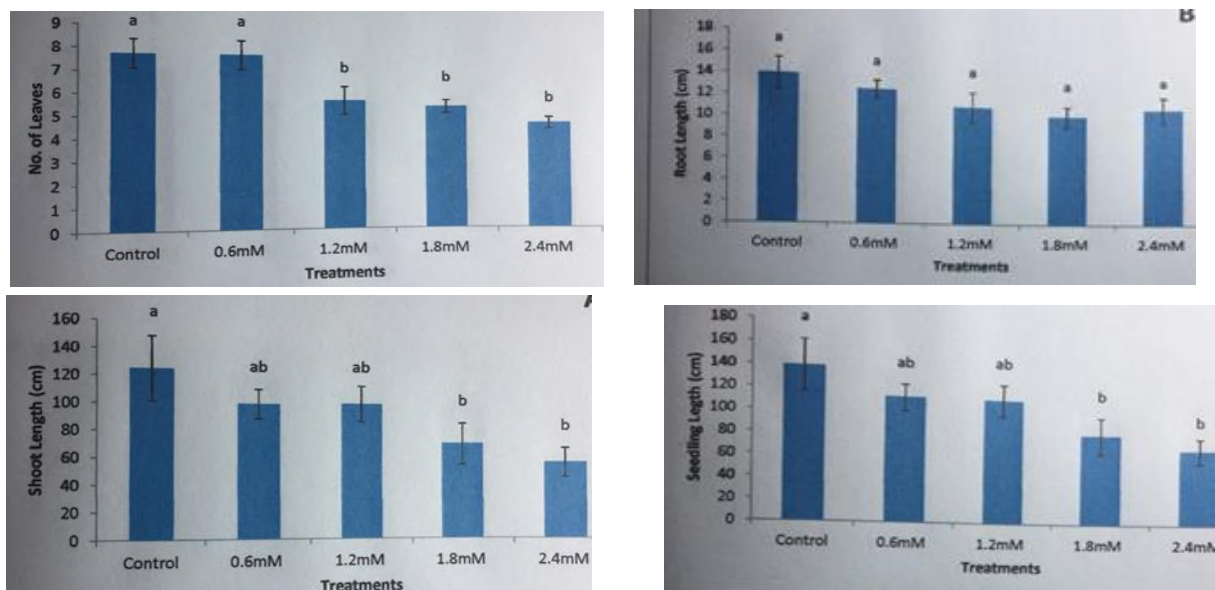 No. of Leaves
9
8
7
6
5
4
3
2
1
0
a
a
b
b
b
Control
0.6mM
1.2mM
1.8mM
2.4mM
Treatments
B
Root Length (cm)
18
16
14
12
10
8
6
4
2
0
a
a
a
a
a
Control
0.6mM
1.2mM
1.8mM
2.4mM
Treatments
Shoot Length (cm)
160
140
120
100
80
60
40
20
0
a
ab
ab
b
b
Control
0.6mM
1.2mM
1.8mM
2.4mM
Treatments
Seedling Legth (cm)
180
160
140
120
100
80
60
40
20
0
a
ab
ab
b
b
Control
0.6mM
1.2mM
1.8mM
2.4mM
Treatments